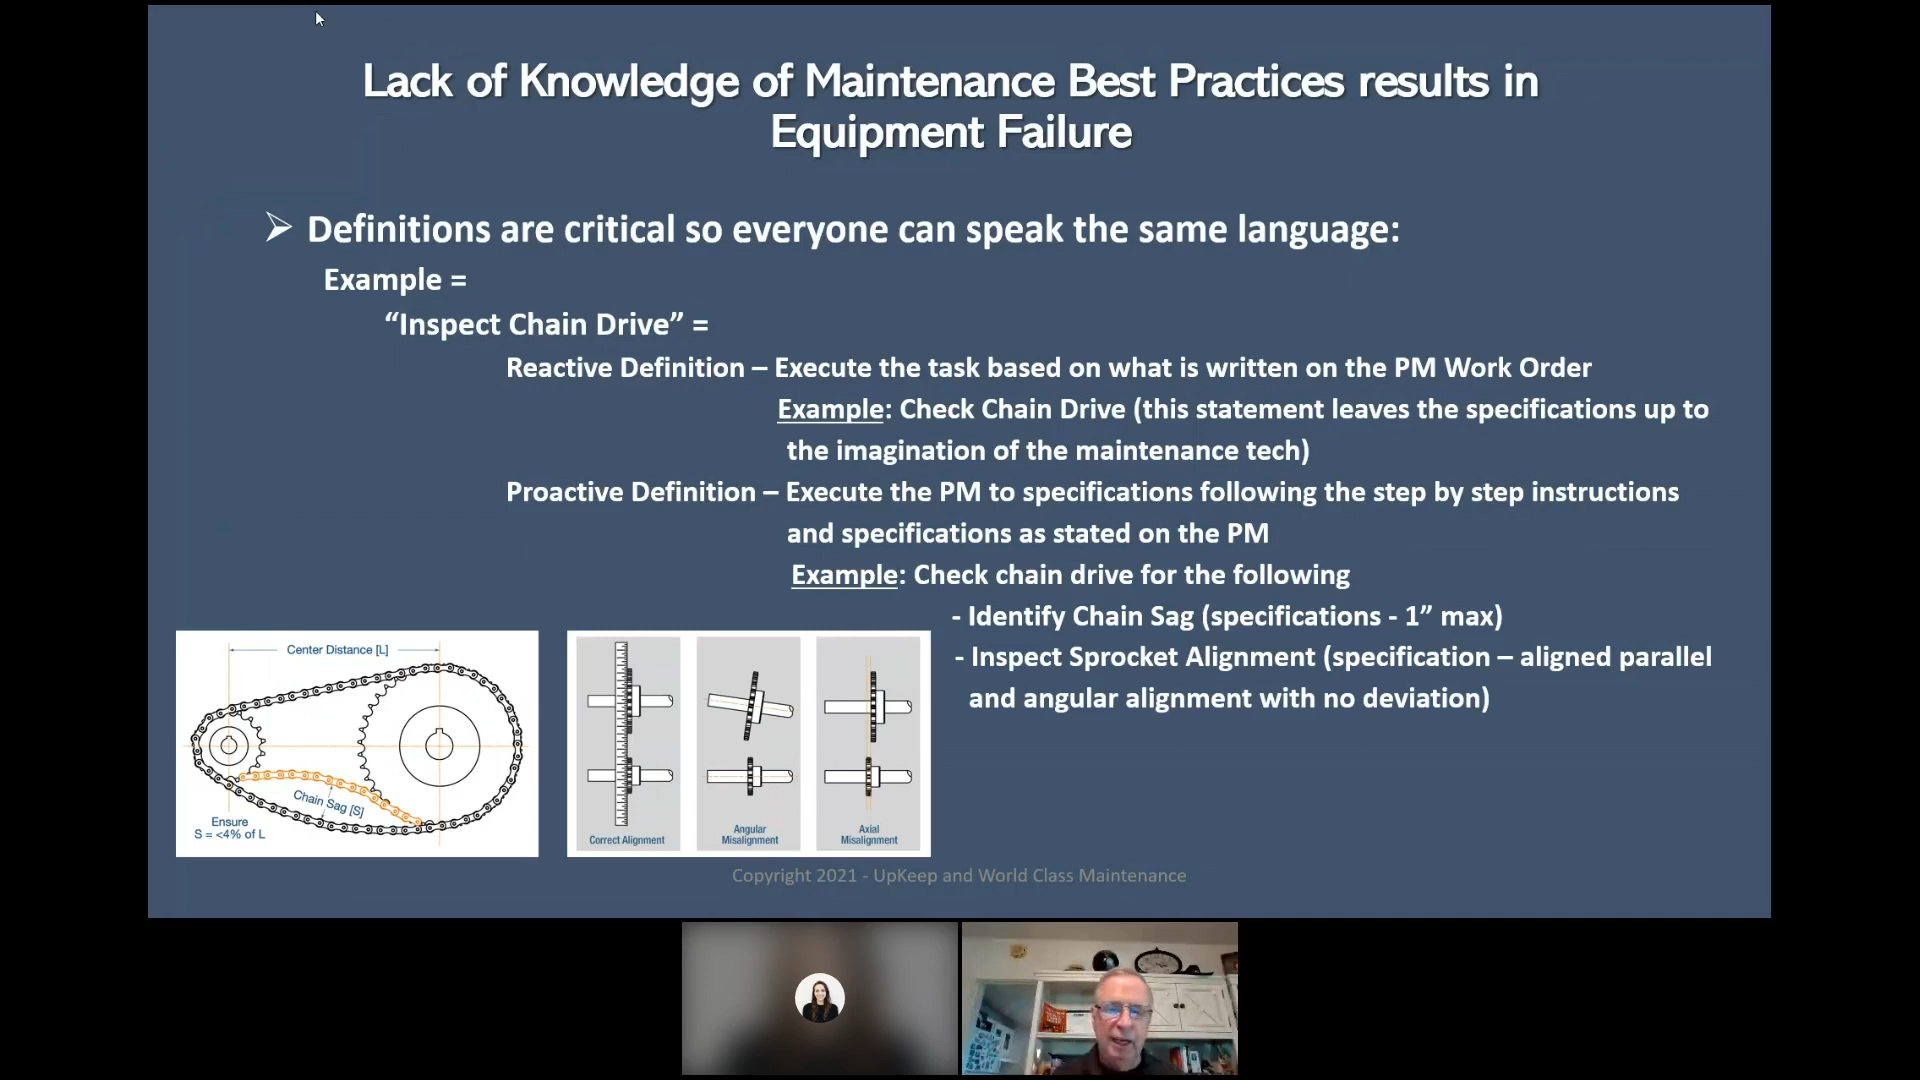 Lack of Knowledge of Maintenance Best Practices results in
Equipment Failure
Definitions are critical so everyone can speak the same language:
Example =
“Inspect Chain Drive” =
Reactive Definition – Execute the task based on what is written on the PM Work Order
Example: Check Chain Drive (this statement leaves the specifications up to
the imagination of the maintenance tech)
Proactive Definition – Execute the PM to specifications following the step by step instructions
and specifications as stated on the PM
Example: Check chain drive for the following
- Identify Chain Sag (specifications - 1” max)
- Inspect Sprocket Alignment (specification – aligned parallel
and angular alignment with no deviation)
Center Distance [L]
Chain Sag [S]
Ensure
S = <4% of L
Correct Alignment
Angular
Misalignment
Axial
Misalignment
Copyright 2021 - UpKeep and World Class Maintenance